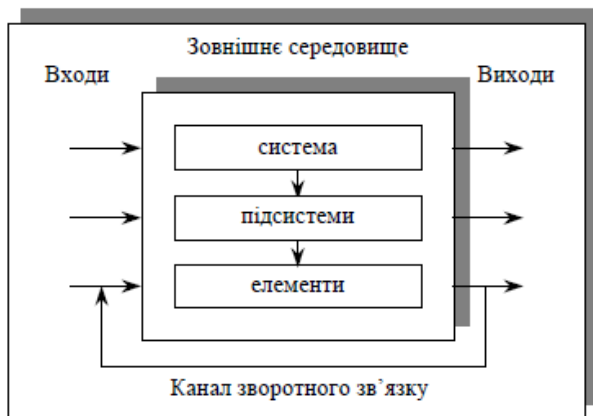 Зовнішнє середовище
Входи
Виходи
система
підсистеми
елементи
Канал зворотного зв’язку